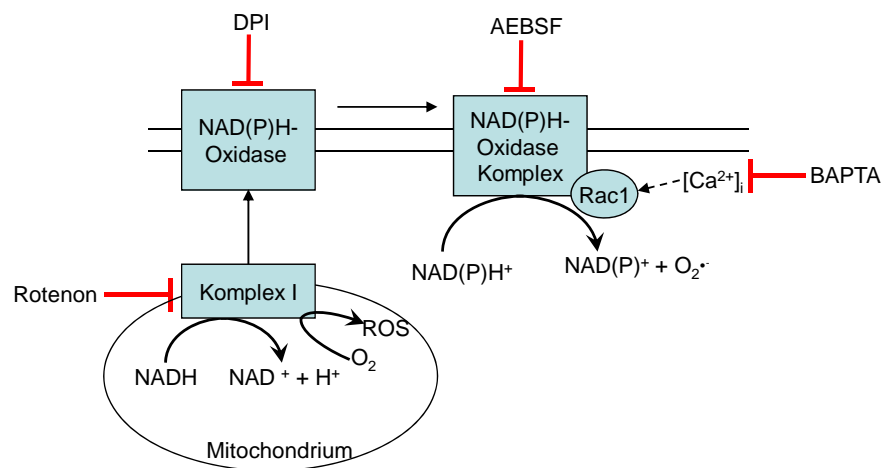 DPI
AEBSF
NAD(P)H-
Oxidase
NAD(P)H-
Oxidase
Komplex
Rac1
[Ca²⁺]ᵢ
BAPTA
NAD(P)H⁺
NAD(P)⁺ + O₂•⁻
Rotenon
Komplex I
ROS
O₂
NADH
NAD ⁺ + H⁺
Mitochondrium